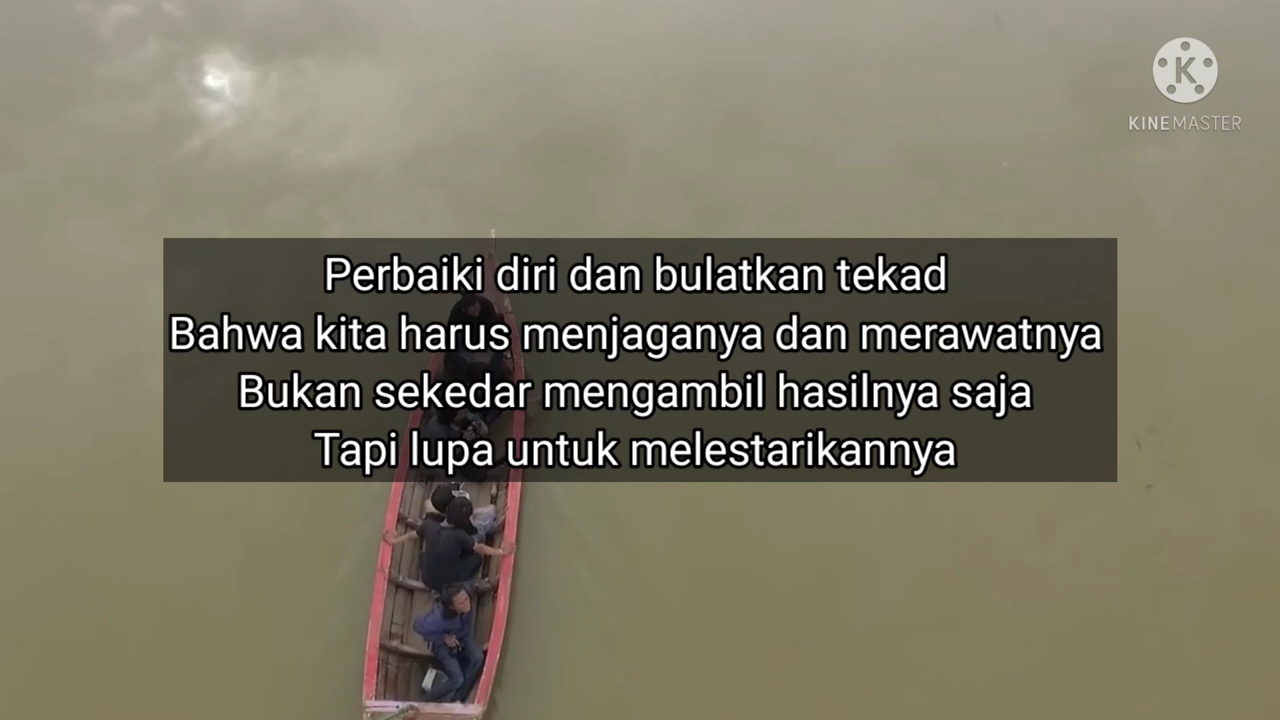 KINEMASTER
Perbaiki diri dan bulatkan tekad
Bahwa kita harus menjaganya dan merawatnya
Bukan sekedar mengambil hasilnya saja
Tapi lupa untuk melestarikannya